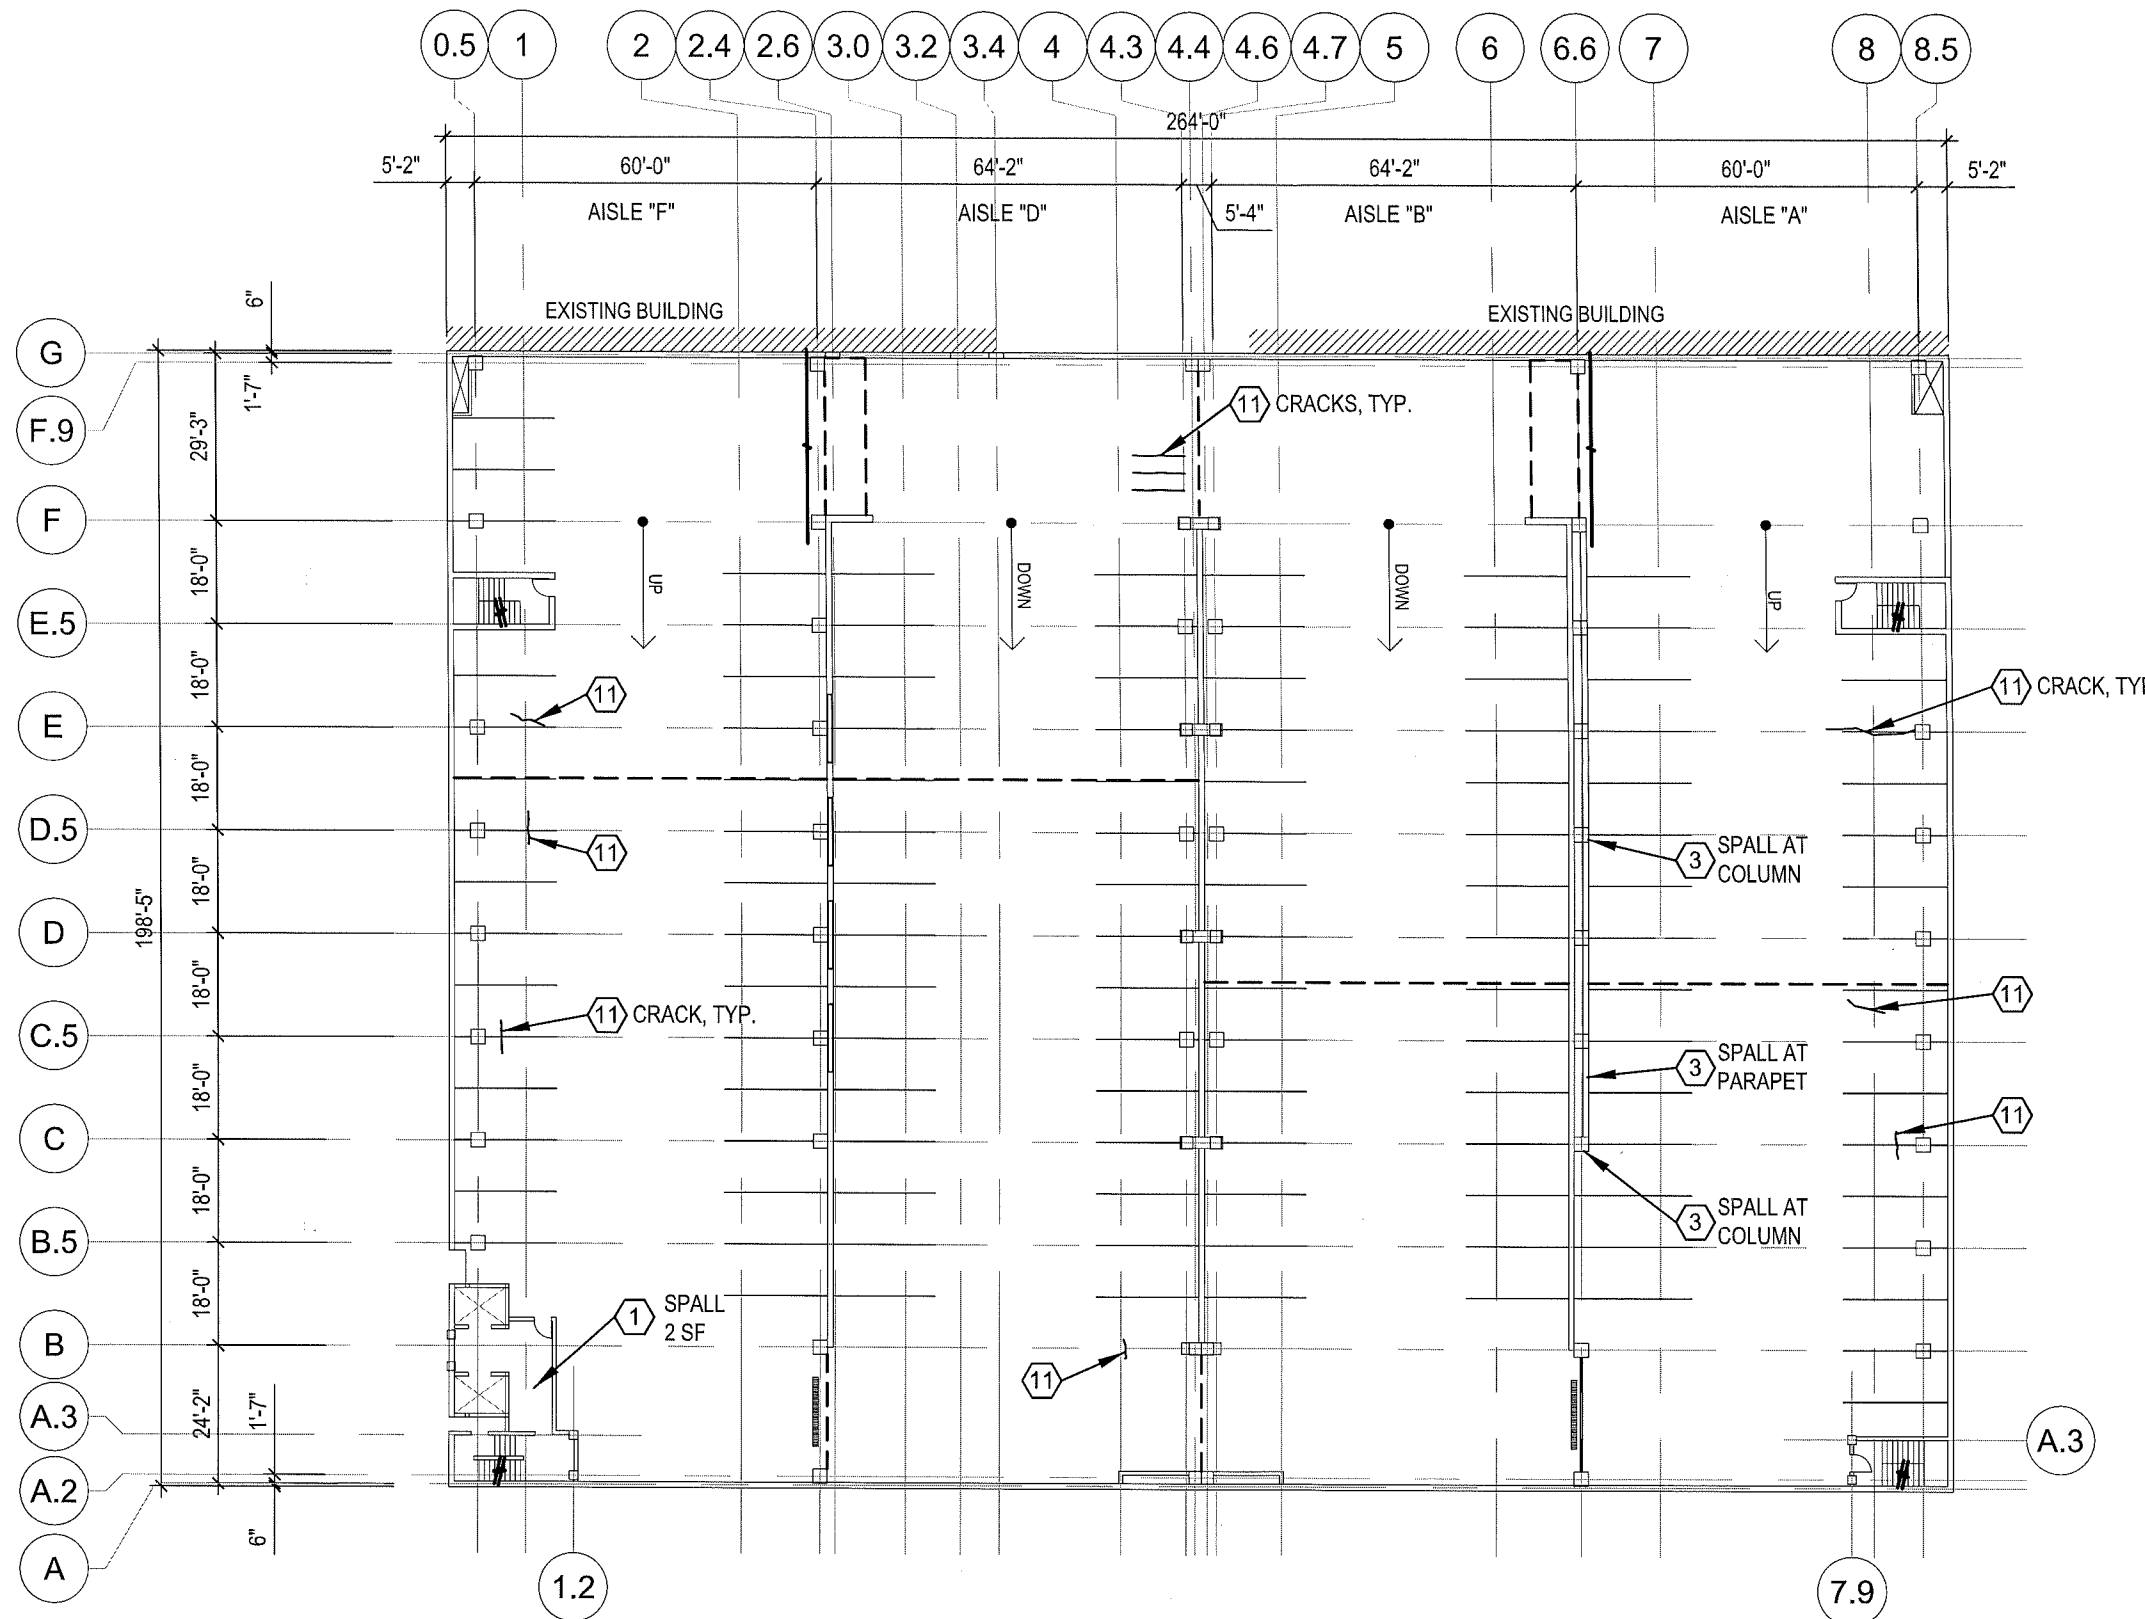 0.5
1
2
2.4
2.6
3.0
3.2
3.4
4
4.3
4.4
4.6
4.7
5
6
6.6
7
8
8.5
264'-0"
5'-2"
60'-0"
64'-2"
64'-2"
60'-0"
5'-2"
AISLE "F"
AISLE "D"
5'-4"
AISLE "B"
AISLE "A"
6"
EXISTING BUILDING
EXISTING BUILDING
G
1'-7"
F.9
29'-3"
11 CRACKS, TYP.
F
18'-0"
UP
DOWN
DOWN
UP
E.5
18'-0"
11
11 CRACK, TYP
E
18'-0"
D.5
11
3 SPALL AT
COLUMN
18'-0"
198'-5"
D
18'-0"
11
11 CRACK, TYP.
C.5
18'-0"
3 SPALL AT
PARAPET
11
C
18'-0"
3 SPALL AT
COLUMN
B.5
18'-0"
1 SPALL
2 SF
B
11
A.3
24'-2"
1'-7"
A.3
A.2
6"
A
1.2
7.9